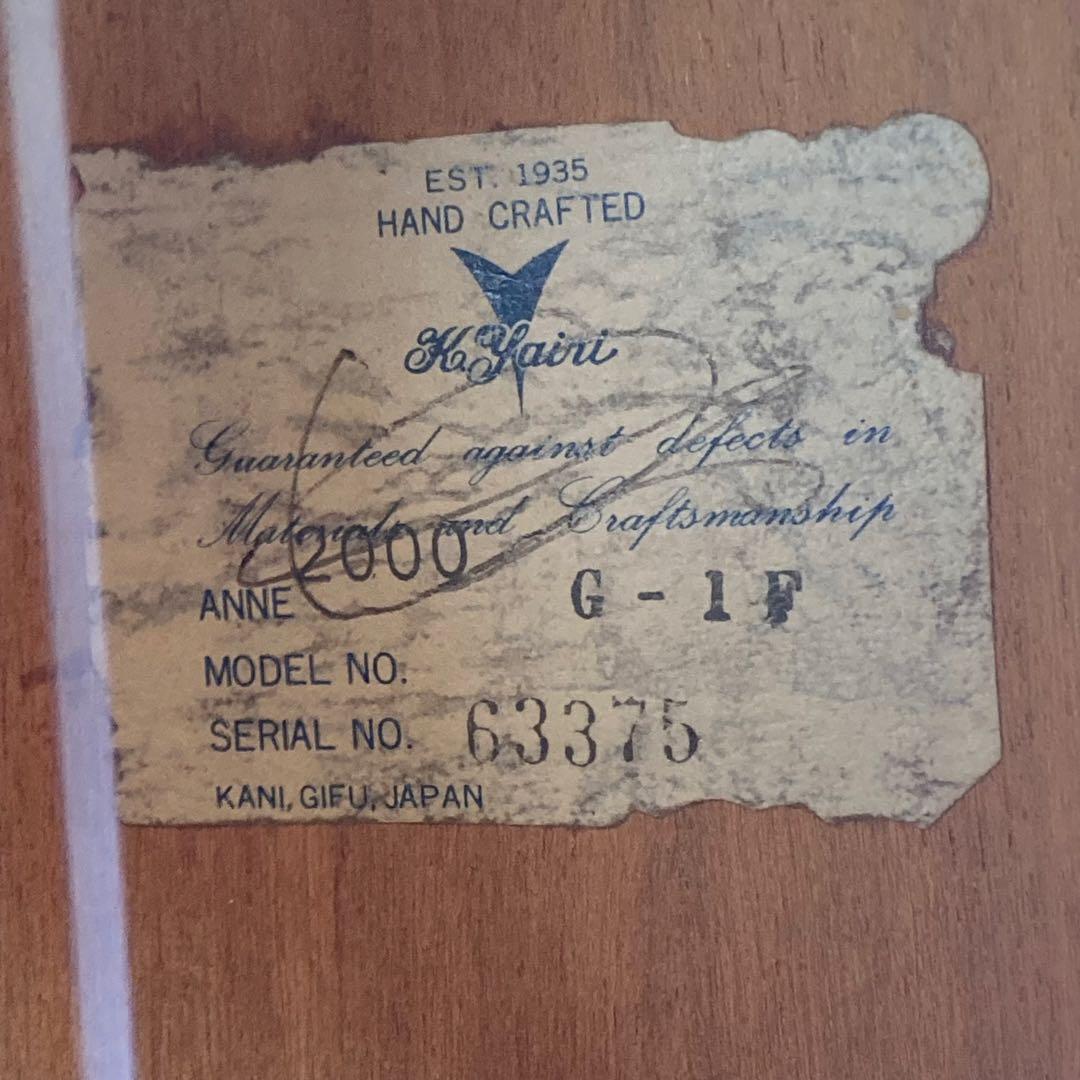 EST. 1935
HAND CRAFTED
K. Yairi
Guaranteed against defects in
Materials and Craftsmanship
ANNE 2000 G - 1 F
MODEL NO.
SERIAL NO. 63375
KANI, GIFU, JAPAN